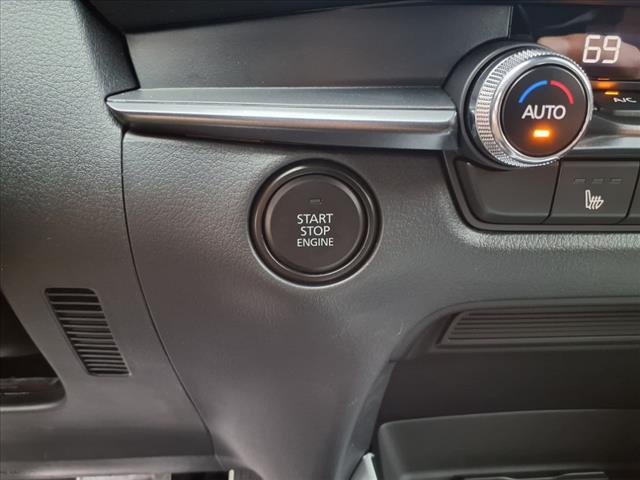 69
A/C
AUTO
START
STOP
ENGINE